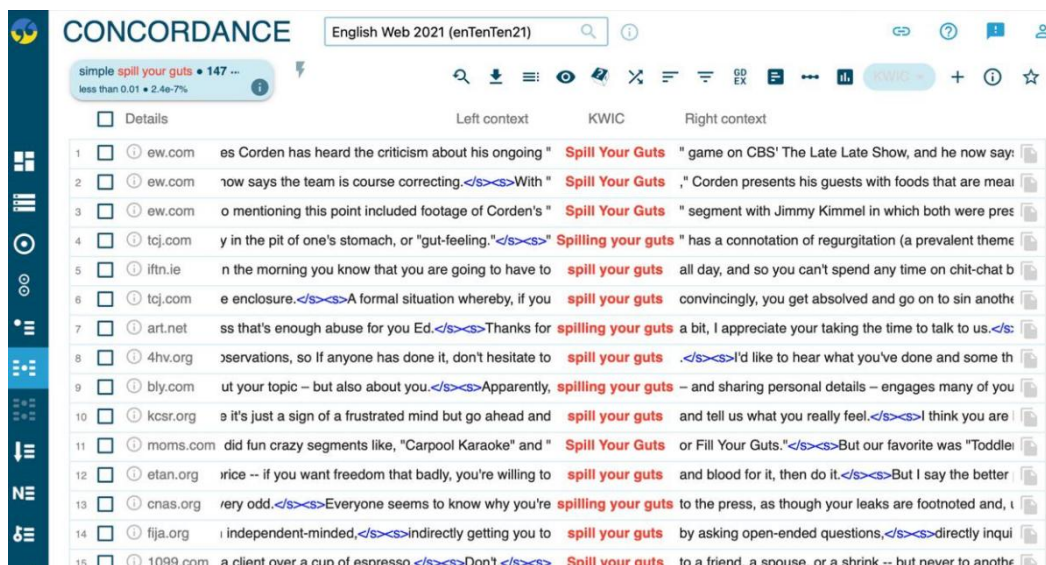 CONCORDANCE
English Web 2021 (enTenTen21)
simple spill your guts • 147 ...
less than 0.01 • 2.4e-7%
GD EX
KWIC
Details Left context KWIC Right context
1 ew.com es Corden has heard the criticism about his ongoing " Spill Your Guts " game on CBS' The Late Late Show, and he now says
2 ew.com now says the team is course correcting.</s><s>With " Spill Your Guts ," Corden presents his guests with foods that are mean
3 ew.com o mentioning this point included footage of Corden's " Spill Your Guts " segment with Jimmy Kimmel in which both were pres
4 tcj.com y in the pit of one's stomach, or "gut-feeling."</s><s>" Spilling your guts " has a connotation of regurgitation (a prevalent theme
5 iftn.ie n the morning you know that you are going to have to spill your guts all day, and so you can't spend any time on chit-chat b
6 tcj.com e enclosure.</s><s>A formal situation whereby, if you spill your guts convincingly, you get absolved and go on to sin anothe
7 art.net ss that's enough abuse for you Ed.</s><s>Thanks for spilling your guts a bit, I appreciate your taking the time to talk to us.</s>
8 4hv.org oservations, so If anyone has done it, don't hesitate to spill your guts .</s><s>I'd like to hear what you've done and some th
9 bly.com ut your topic – but also about you.</s><s>Apparently, spilling your guts – and sharing personal details – engages many of you
10 kcsr.org e it's just a sign of a frustrated mind but go ahead and spill your guts and tell us what you really feel.</s><s>I think you are
11 moms.com did fun crazy segments like, "Carpool Karaoke" and " Spill Your Guts or Fill Your Guts."</s><s>But our favorite was "Toddler
12 etan.org orice -- if you want freedom that badly, you're willing to spill your guts and blood for it, then do it.</s><s>But I say the better
13 cnas.org very odd.</s><s>Everyone seems to know why you're spilling your guts to the press, as though your leaks are footnoted and, u
14 fija.org independent-minded,</s><s>indirectly getting you to spill your guts by asking open-ended questions,</s><s>directly inqui
15 1099.com a client over a cup of espresso.</s><s>Don't </s><s> Spill your guts to a friend, a spouse, or a shrink -- but never to anothe